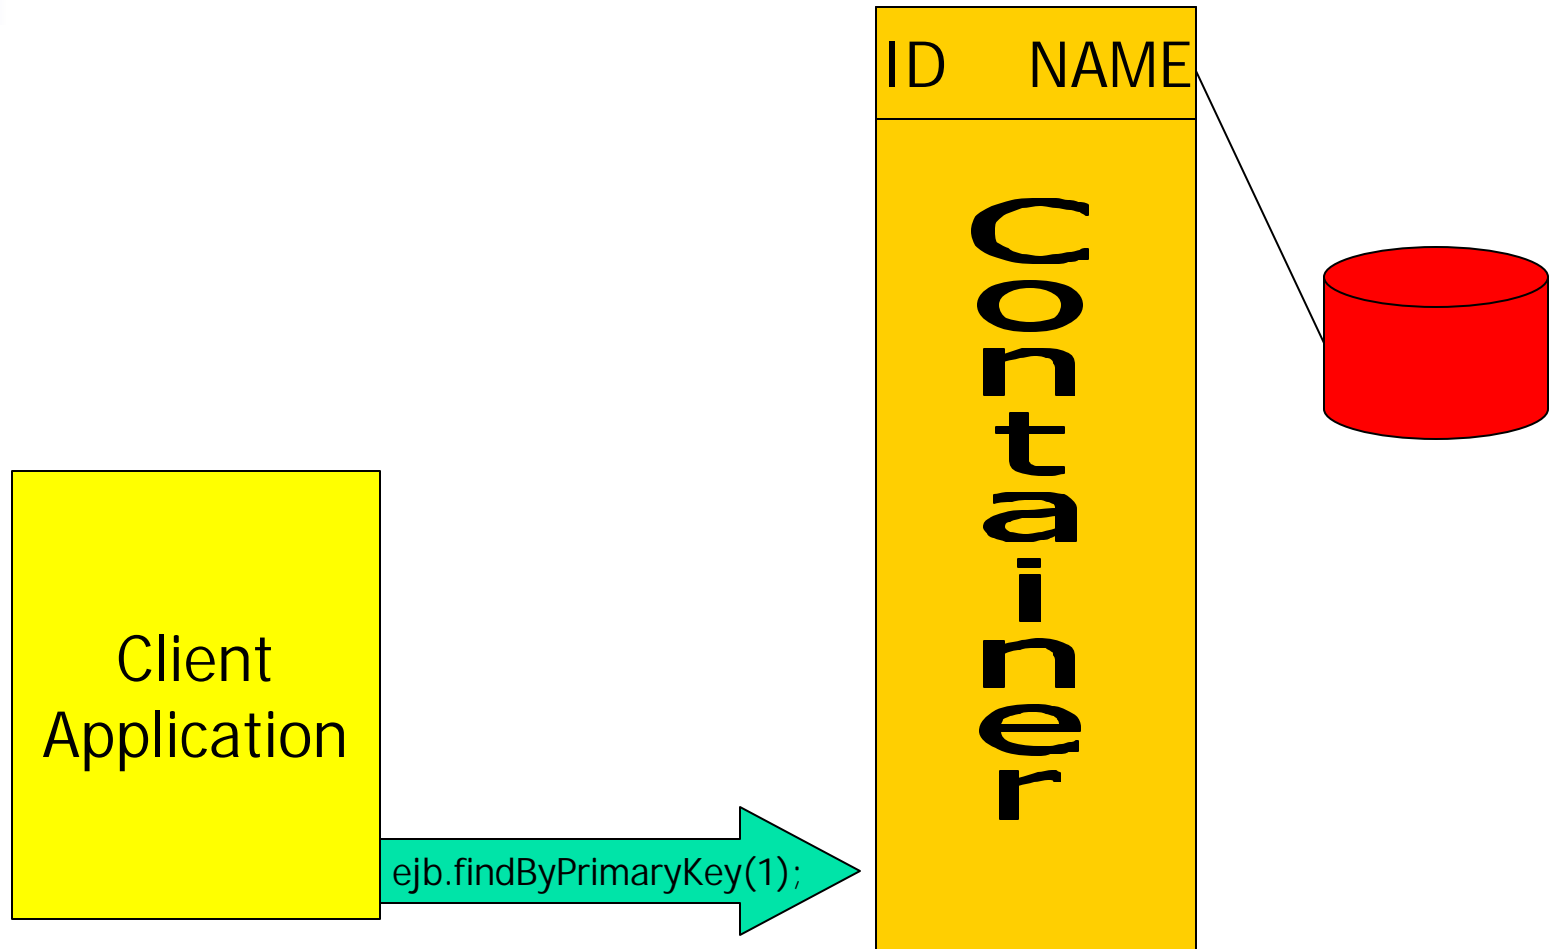 ID NAME
Container
Client
Application
ejb.findByPrimaryKey(1);